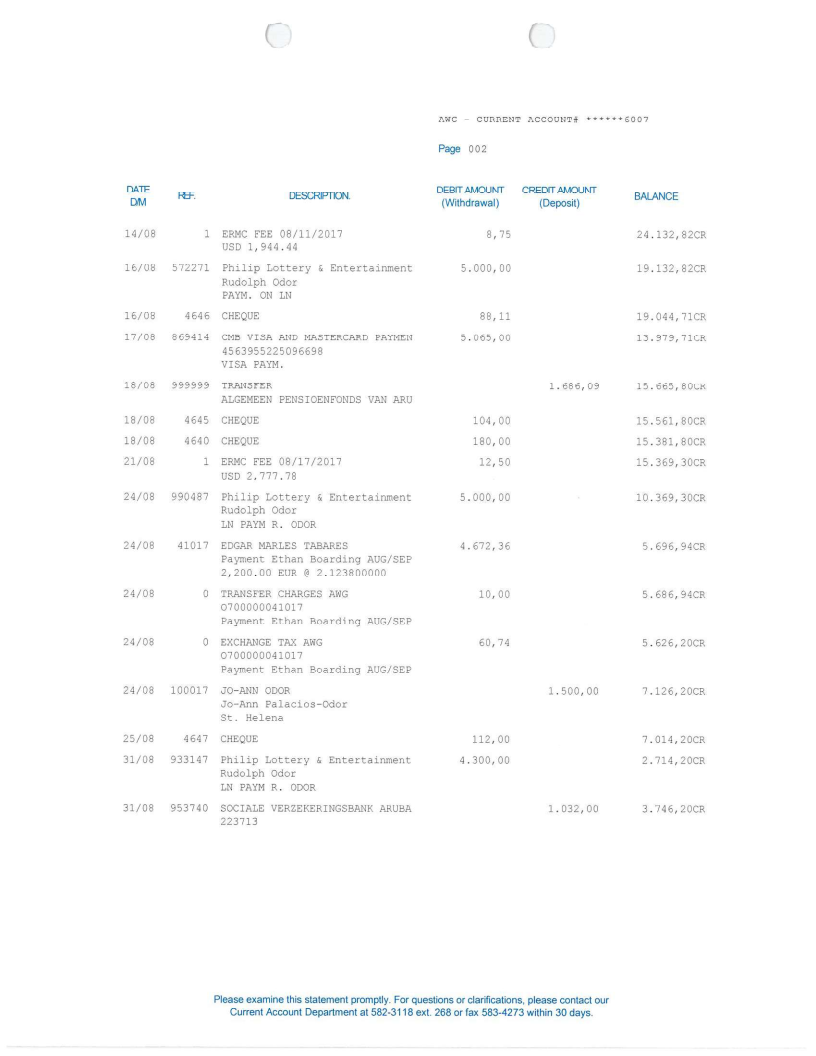 AWC - CURRENT ACCOUNT# ******6007
Page 002
DATE D/M REF. DESCRIPTION. DEBIT AMOUNT (Withdrawal) CREDIT AMOUNT (Deposit) BALANCE
14/08 1 ERMC FEE 08/11/2017 8,75 24.132,82CR
USD 1,944.44
16/08 572271 Philip Lottery & Entertainment 5.000,00 19.132,82CR
Rudolph Odor
PAYM. ON LN
16/08 4646 CHEQUE 88,11 19.044,71CR
17/08 869414 CMB VISA AND MASTERCARD PAYMEN 5.065,00 13.979,71CR
4563955225096698
VISA PAYM.
18/08 999999 TRANSFER 1.686,09 15.665,80CR
ALGEMEEN PENSIOENFONDS VAN ARU
18/08 4645 CHEQUE 104,00 15.561,80CR
18/08 4640 CHEQUE 180,00 15.381,80CR
21/08 1 ERMC FEE 08/17/2017 12,50 15.369,30CR
USD 2,777.78
24/08 990487 Philip Lottery & Entertainment 5.000,00 10.369,30CR
Rudolph Odor
LN PAYM R. ODOR
24/08 41017 EDGAR MARLES TABARES 4.672,36 5.696,94CR
Payment Ethan Boarding AUG/SEP
2,200.00 EUR @ 2.123800000
24/08 0 TRANSFER CHARGES AWG 10,00 5.686,94CR
O700000041017
Payment Ethan Boarding AUG/SEP
24/08 0 EXCHANGE TAX AWG 60,74 5.626,20CR
O700000041017
Payment Ethan Boarding AUG/SEP
24/08 100017 JO-ANN ODOR 1.500,00 7.126,20CR
Jo-Ann Palacios-Odor
St. Helena
25/08 4647 CHEQUE 112,00 7.014,20CR
31/08 933147 Philip Lottery & Entertainment 4.300,00 2.714,20CR
Rudolph Odor
LN PAYM R. ODOR
31/08 953740 SOCIALE VERZEKERINGSBANK ARUBA 1.032,00 3.746,20CR
223713
Please examine this statement promptly. For questions or clarifications, please contact our
Current Account Department at 582-3118 ext. 268 or fax 583-4273 within 30 days.